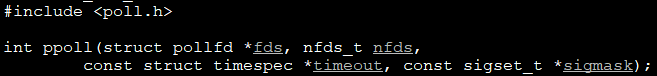 #include <poll.h>
int ppoll(struct pollfd *fds, nfds_t nfds,
const struct timespec *timeout, const sigset_t *sigmask);